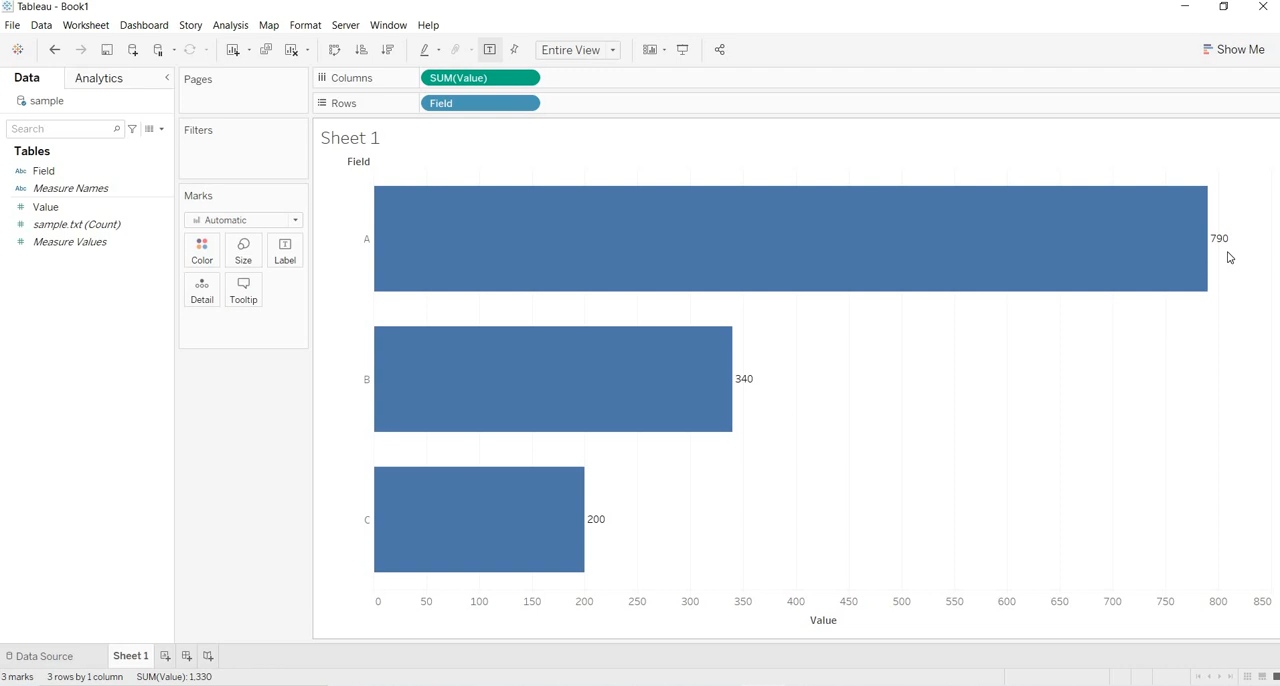 Tableau - Book1
File Data Worksheet Dashboard Story Analysis Map Format Server Window Help
Entire View
Show Me
Data Analytics
sample
Search
Tables
Abc Field
Abc Measure Names
# Value
# sample.txt (Count)
# Measure Values
Pages
Filters
Marks
Automatic
Color Size Label
Detail Tooltip
Columns SUM(Value)
Rows Field
Sheet 1
Field
A 790
B 340
C 200
0 50 100 150 200 250 300 350 400 450 500 550 600 650 700 750 800 850
Value
Data Source Sheet 1
3 marks 3 rows by 1 column SUM(Value): 1,330